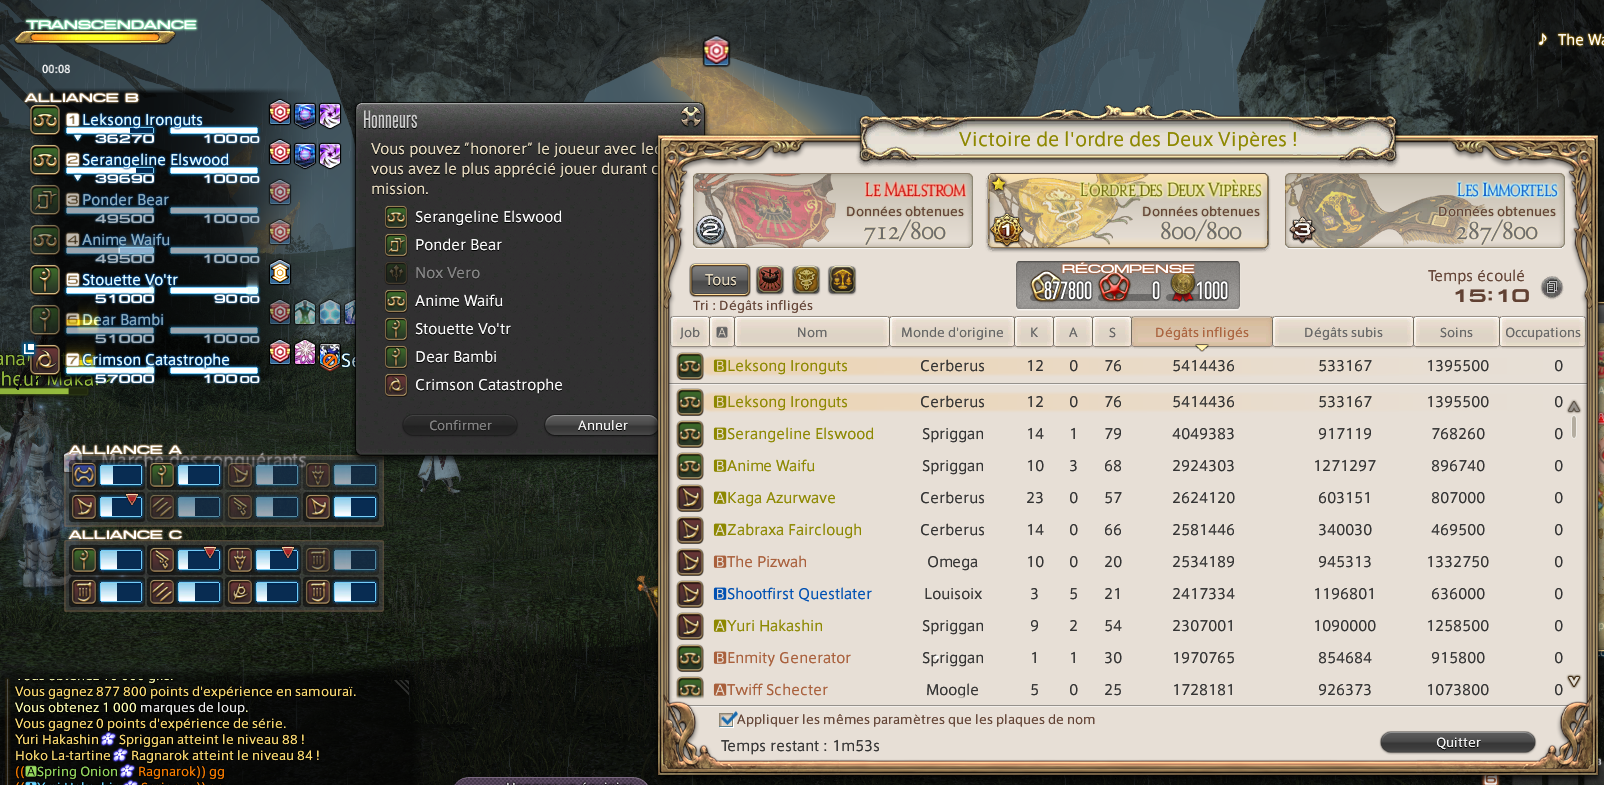 TRANSCENDANCE
00:08
ALLIANCE B
1 Leksong Ironguts
36270 10000
2 Serangeline Elswood
39690 10000
3 Ponder Bear
49500 10000
4 Anime Waifu
49500 10000
5 Stouette Vo'tr
51000 9000
6 Dear Bambi
51000 10000
7 Crimson Catastrophe
57000 10000
ALLIANCE A
Marche des conquérants
ALLIANCE C
Honneurs
Vous pouvez "honorer" le joueur avec
vous avez le plus apprécié jouer durant
mission.
Serangeline Elswood
Ponder Bear
Nox Vero
Anime Waifu
Stouette Vo'tr
Dear Bambi
Crimson Catastrophe
Confirmer Annuler
♪ The
Victoire de l'ordre des Deux Vipères !
LE MAELSTROM
Données obtenues
2 712/800
L'ORDRE DES DEUX VIPÈRES
Données obtenues
1 800/800
LES IMMORTELS
Données obtenues
3 287/800
Tous
Tri : Dégâts infligés
RÉCOMPENSE
877800 0 1000
Temps écoulé
15:10
Job A Nom Monde d'origine K A S Dégâts infligés Dégâts subis Soins Occupations
B Leksong Ironguts Cerberus 12 0 76 5414436 533167 1395500 0
B Leksong Ironguts Cerberus 12 0 76 5414436 533167 1395500 0
B Serangeline Elswood Spriggan 14 1 79 4049383 917119 768260 0
B Anime Waifu Spriggan 10 3 68 2924303 1271297 896740 0
A Kaga Azurwave Cerberus 23 0 57 2624120 603151 807000 0
A Zabraxa Fairclough Cerberus 14 0 66 2581446 340030 469500 0
B The Pizwah Omega 10 0 20 2534189 945313 1332750 0
B Shootfirst Questlater Louisoix 3 5 21 2417334 1196801 636000 0
A Yuri Hakashin Spriggan 9 2 54 2307001 1090000 1258500 0
B Enmity Generator Spriggan 1 1 30 1970765 854684 915800 0
A Twiff Schecter Moogle 5 0 25 1728181 926373 1073800 0
Appliquer les mêmes paramètres que les plaques de nom
Temps restant : 1m53s
Quitter
Vous gagnez 877 800 points d'expérience en samouraï.
Vous obtenez 1 000 marques de loup.
Vous gagnez 0 points d'expérience de série.
Yuri Hakashin Spriggan atteint le niveau 88 !
Hoko La-tartine Ragnarok atteint le niveau 84 !
((A Spring Onion Ragnarok)) gg